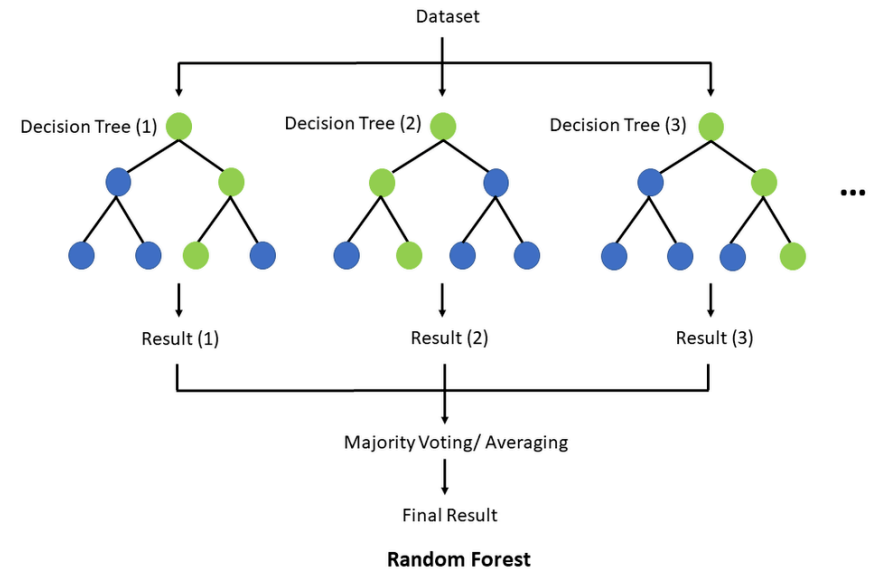 Dataset
Decision Tree (1)
Decision Tree (2)
Decision Tree (3)
...
Result (1)
Result (2)
Result (3)
Majority Voting/ Averaging
Final Result
Random Forest